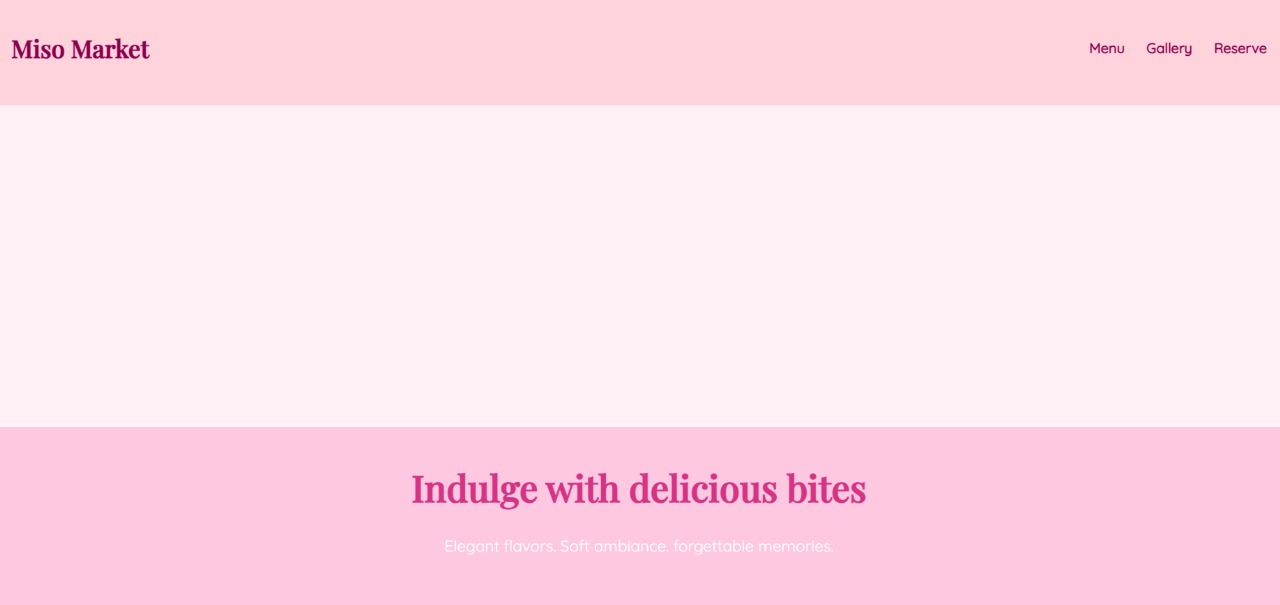 Miso Market
Menu Gallery Reserve
Indulge with delicious bites
Elegant flavors. Soft ambiance. forgettable memories.